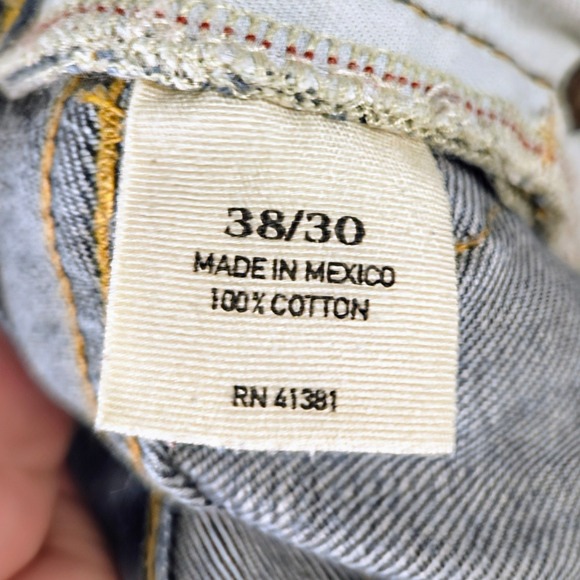 38/30
MADE IN MEXICO
100% COTTON
RN 41381